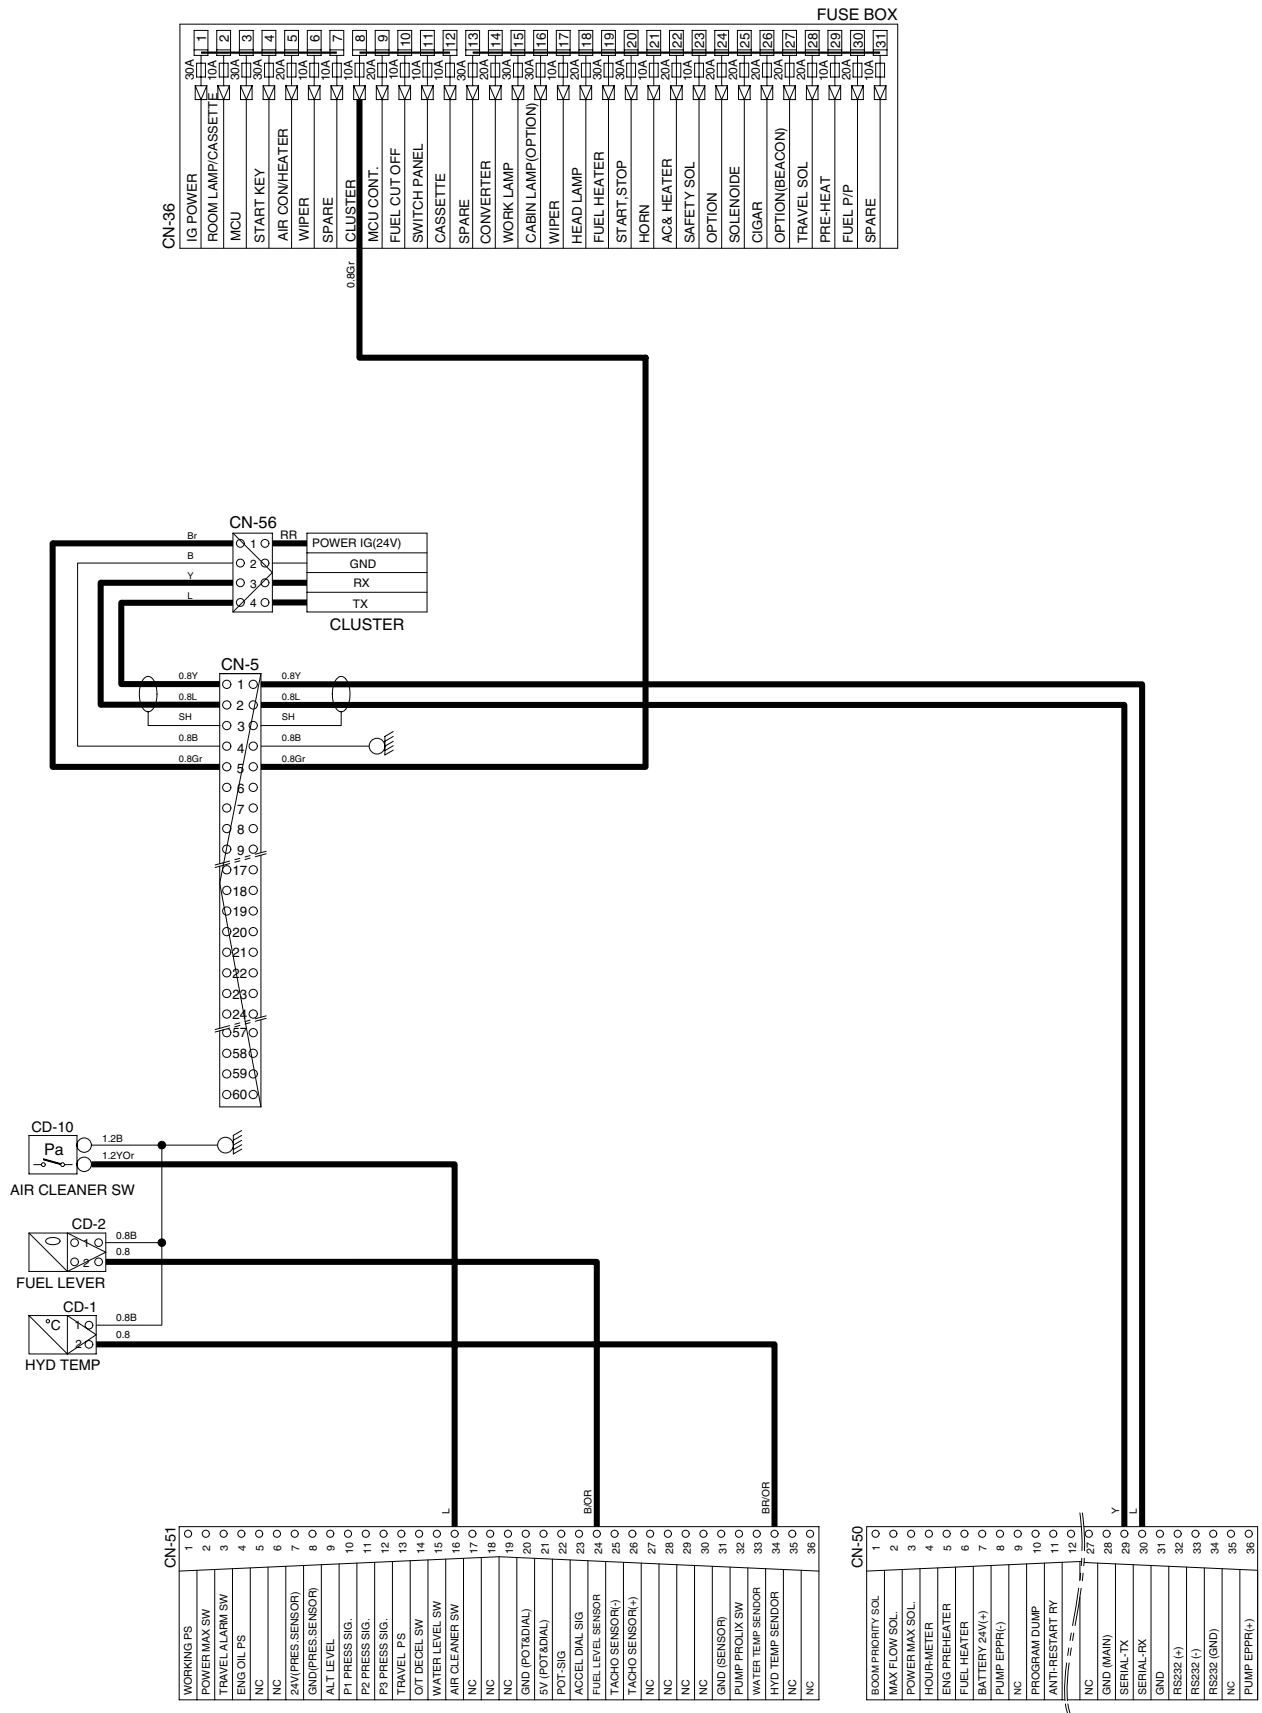 FUSE BOX
1 2 3 4 5 6 7 8 9 10 11 12 13 14 15 16 17 18 19 20 21 22 23 24 25 26 27 28 29 30 31
30A 10A 30A 30A 20A 10A 10A 10A 20A 10A 10A 10A 30A 20A 30A 30A 10A 20A 30A 20A 10A 20A 20A 20A 30A 20A 20A 20A 10A 20A 10A
CN-36
IG POWER
ROOM LAMP/CASSETTE
MCU
START KEY
AIR CON/HEATER
WIPER
SPARE
CLUSTER
MCU CONT.
FUEL CUT OFF
SWITCH PANEL
CASSETTE
SPARE
CONVERTER
WORK LAMP
CABIN LAMP(OPTION)
WIPER
HEAD LAMP
FUEL HEATER
START.STOP
HORN
AC& HEATER
SAFETY SOL
OPTION
SOLENOIDE
CIGAR
OPTION(BEACON)
TRAVEL SOL
PRE-HEAT
FUEL P/P
SPARE
0.8Gr
CN-56
Br 1 RR POWER IG(24V)
B 2 GND
Y 3 RX
L 4 TX
CLUSTER
CN-5
0.8Y 1 0.8Y
0.8L 2 0.8L
SH 3 SH
0.8B 4 0.8B
0.8Gr 5 0.8Gr
6
7
8
9
17
18
19
20
21
22
23
24
57
58
59
60
CD-10
Pa
1.2B
1.2YOr
AIR CLEANER SW
CD-2
1 0.8B
2 0.8
FUEL LEVER
CD-1
°C
1 0.8B
2 0.8
HYD TEMP
L
B/OR
BR/OR
Y
L
CN-51
1 2 3 4 5 6 7 8 9 10 11 12 13 14 15 16 17 18 19 20 21 22 23 24 25 26 27 28 29 30 31 32 33 34 35 36
WORKING PS
POWER MAX SW
TRAVEL ALARM SW
ENG OIL PS
NC
NC
24V(PRES.SENSOR)
GND(PRES.SENSOR)
ALT LEVEL
P1 PRESS SIG.
P2 PRESS SIG.
P3 PRESS SIG.
TRAVEL PS
O/T DECEL SW
WATER LEVEL SW
AIR CLEANER SW
NC
NC
NC
GND (POT&DIAL)
5V (POT&DIAL)
POT-SIG
ACCEL DIAL SIG
FUEL LEVEL SENSOR
TACHO SENSOR(-)
TACHO SENSOR(+)
NC
NC
NC
NC
GND (SENSOR)
PUMP PROLIX SW
WATER TEMP SENDOR
HYD TEMP SENDOR
NC
NC
CN-50
1 2 3 4 5 6 7 8 9 10 11 12 27 28 29 30 31 32 33 34 35 36
BOOM PRIORITY SOL
MAX FLOW SOL.
POWER MAX SOL.
HOUR-METER
ENG PREHEATER
FUEL HEATER
BATTERY 24V(+)
PUMP EPPR(-)
NC
PROGRAM DUMP
ANTI-RESTART RY
NC
GND (MAIN)
SERIAL-TX
SERIAL-RX
GND
RS232 (+)
RS232 (-)
RS232 (GND)
NC
PUMP EPPR(+)